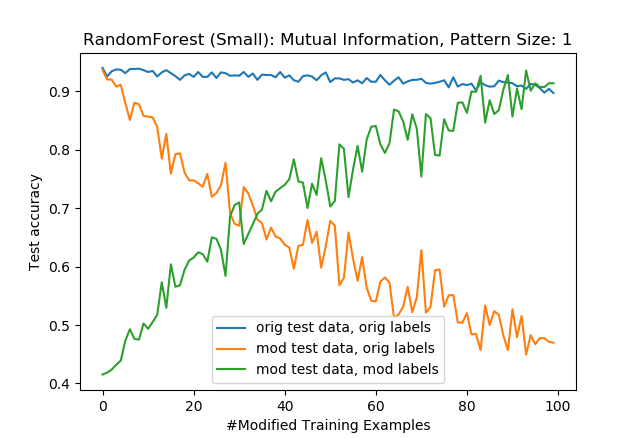 RandomForest (Small): Mutual Information, Pattern Size: 1
Test accuracy
0.9
0.8
0.7
0.6
0.5
0.4
orig test data, orig labels
mod test data, orig labels
mod test data, mod labels
0 20 40 60 80 100
#Modified Training Examples